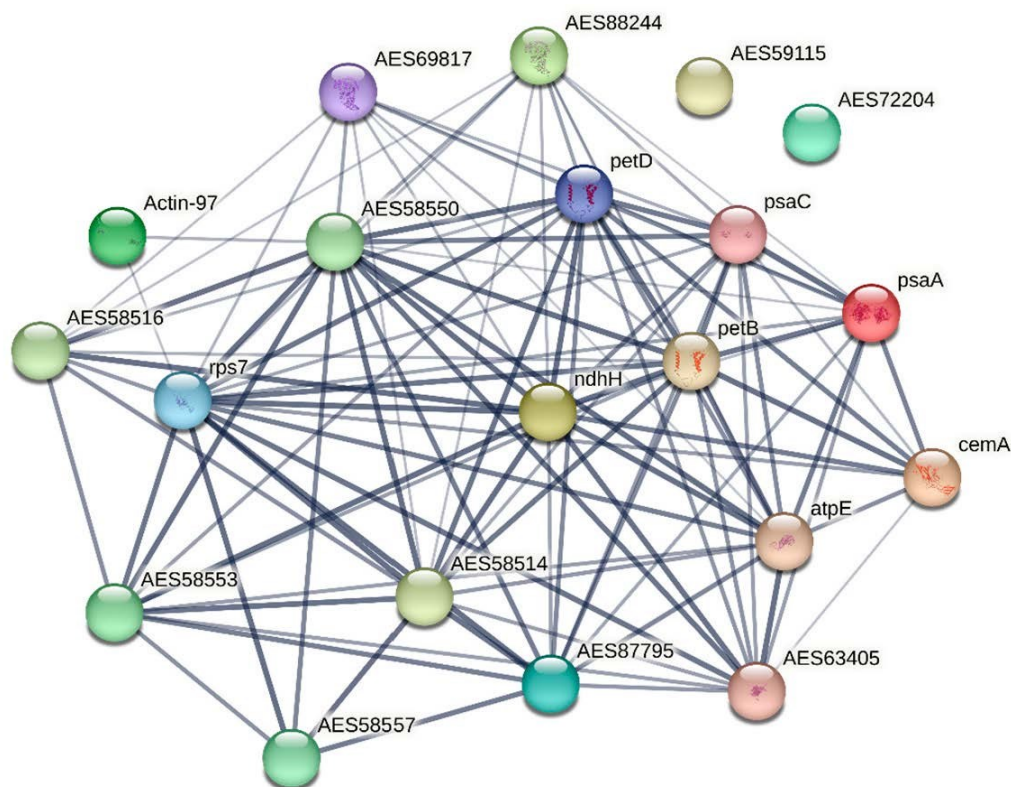 AES88244
AES69817
AES59115
AES72204
petD
Actin-97
AES58550
psaC
psaA
AES58516
petB
rps7
ndhH
cemA
atpE
AES58553
AES58514
AES87795
AES63405
AES58557